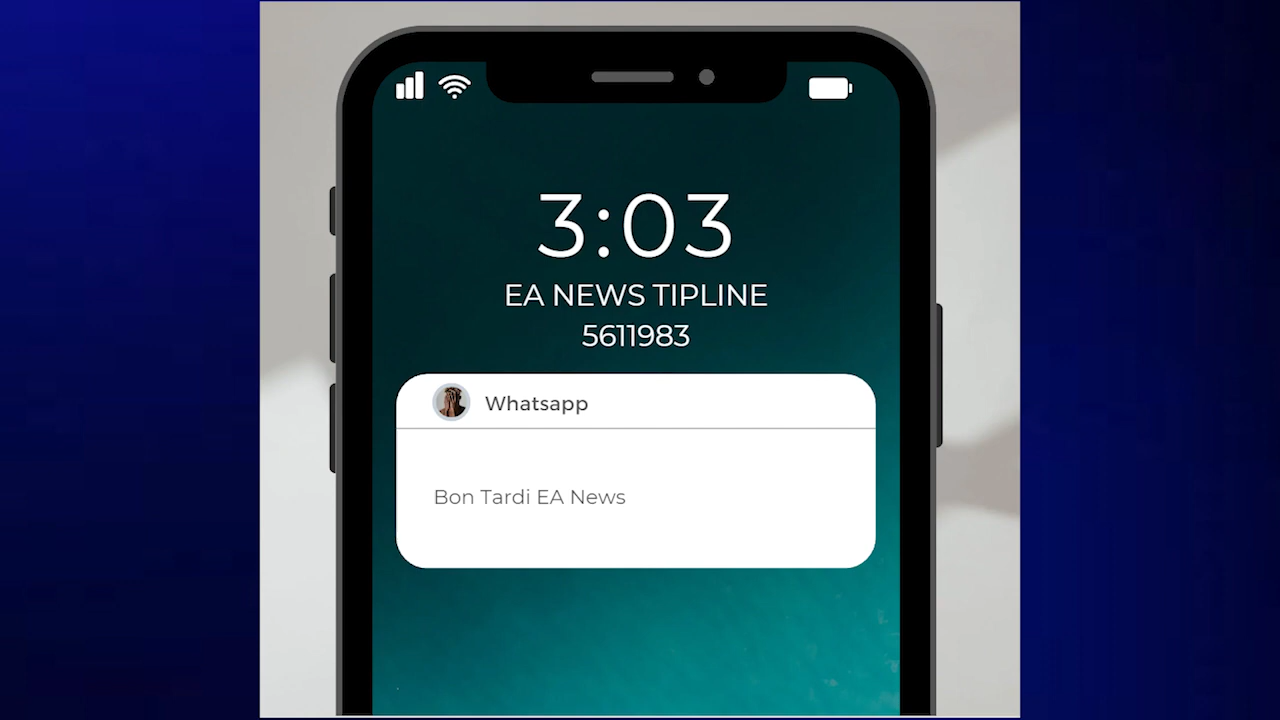 3:03
EA NEWS TIPLINE
5611983
Whatsapp
Bon Tardi EA News